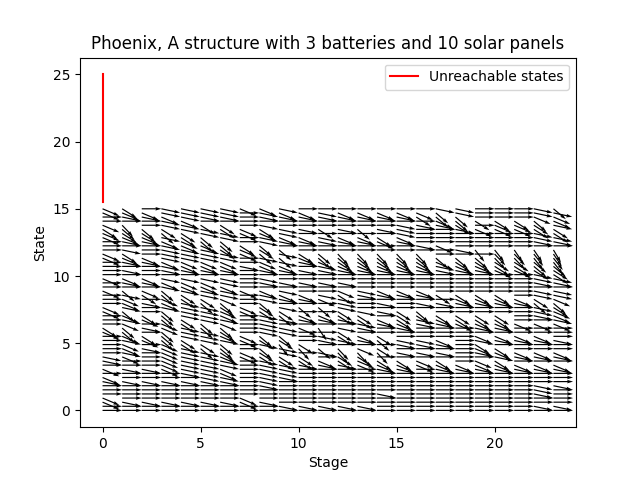 Phoenix, A structure with 3 batteries and 10 solar panels
Unreachable states
25
20
15
10
5
0
State
0 5 10 15 20
Stage